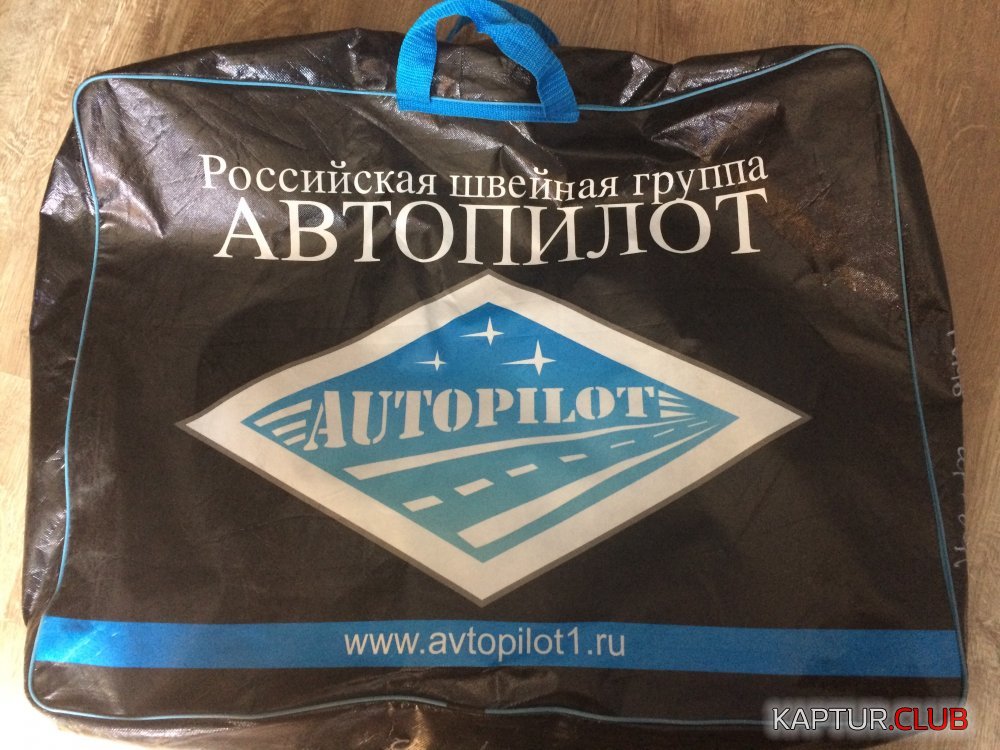 Российская швейная группа
АВТОПИЛОТ
AUTOPILOT
www.avtopilot1.ru
KAPTUR.CLUB